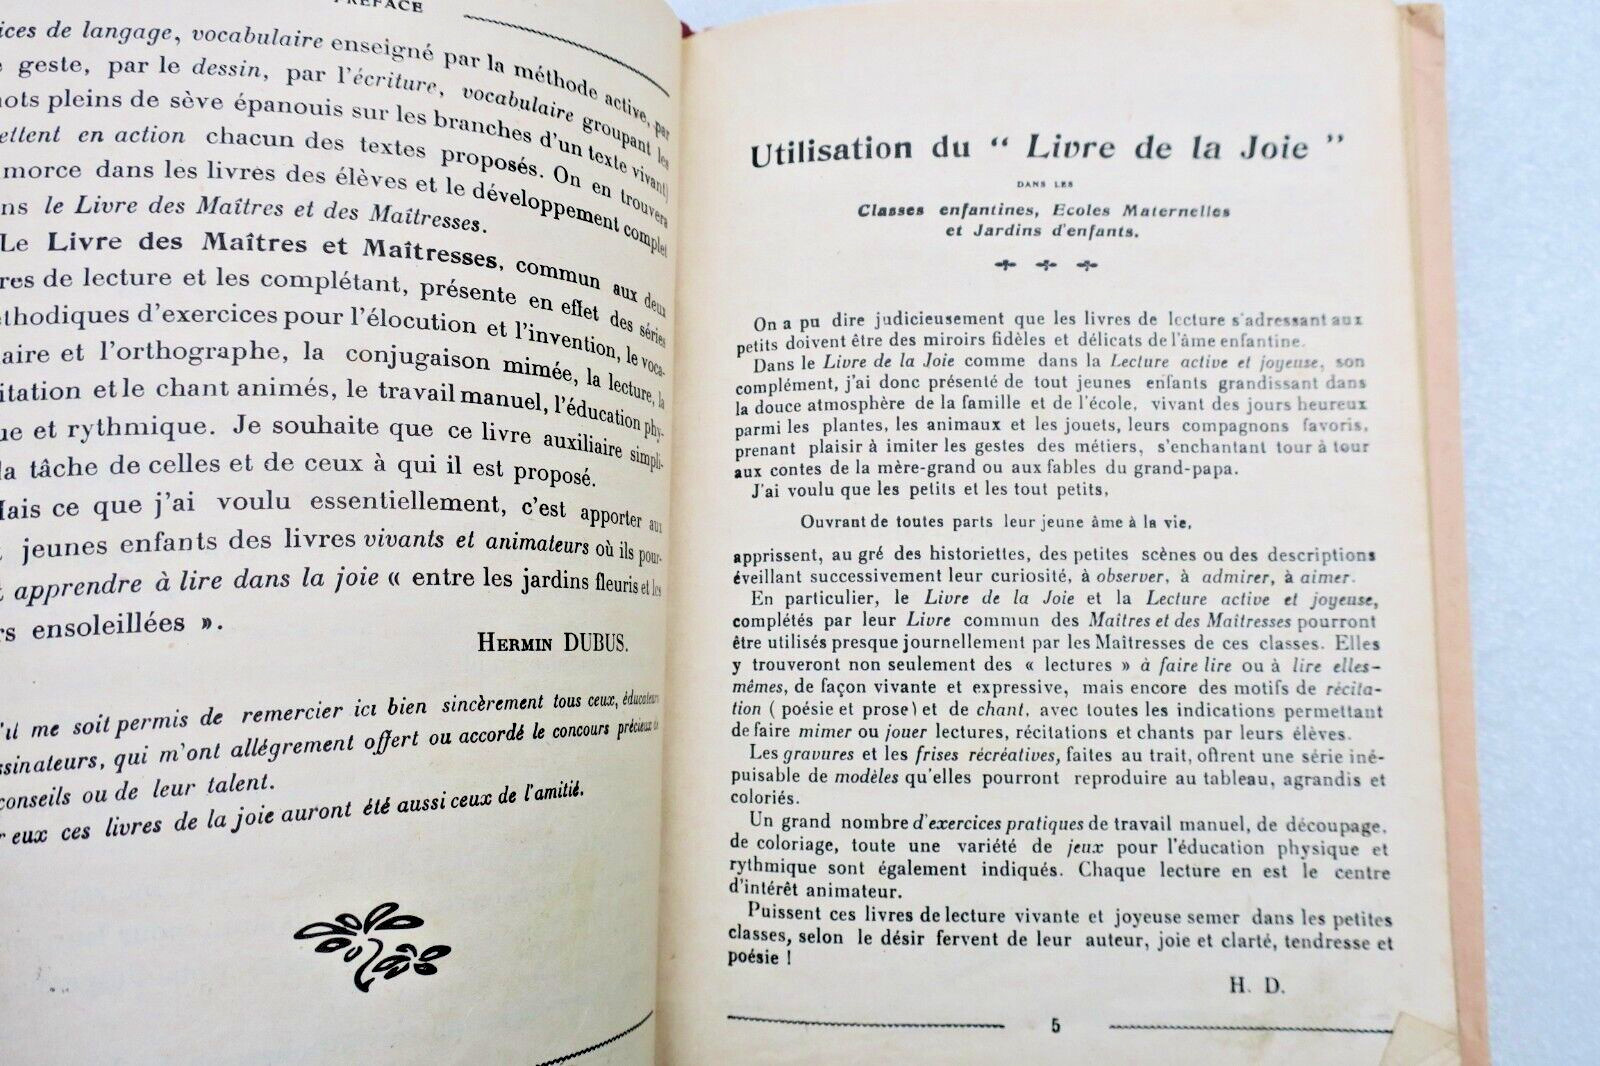 PRÉFACE
ices de langage, vocabulaire enseigné par la méthode active, par
geste, par le dessin, par l'écriture, vocabulaire groupant les
mots pleins de sève épanouis sur les branches d'un texte vivant)
ettent en action chacun des textes proposés. On en trouvera
morce dans les livres des élèves et le développement complet
ns le Livre des Maîtres et des Maîtresses.
Le Livre des Maîtres et Maîtresses, commun aux deux
res de lecture et les complétant, présente en effet des séries
éthodiques d'exercices pour l'élocution et l'invention, le voca-
laire et l'orthographe, la conjugaison mimée, la lecture, la
itation et le chant animés, le travail manuel, l'éducation phy-
ue et rythmique. Je souhaite que ce livre auxiliaire simpli-
la tâche de celles et de ceux à qui il est proposé.
Mais ce que j'ai voulu essentiellement, c'est apporter aux
jeunes enfants des livres vivants et animateurs où ils pour-
t apprendre à lire dans la joie « entre les jardins fleuris et les
rs ensoleillées ».
HERMIN DUBUS.
'il me soit permis de remercier ici bien sincèrement tous ceux, éducateurs
ssinateurs, qui m'ont allégrement offert ou accordé le concours précieux de
conseils ou de leur talent.
r eux ces livres de la joie auront été aussi ceux de l'amitié.
Utilisation du " Livre de la Joie "
DANS LES
Classes enfantines, Ecoles Maternelles
et Jardins d'enfants.
On a pu dire judicieusement que les livres de lecture s'adressant aux
petits doivent être des miroirs fidèles et délicats de l'âme enfantine.
Dans le Livre de la Joie comme dans la Lecture active et joyeuse, son
complément, j'ai donc présenté de tout jeunes enfants grandissant dans
la douce atmosphère de la famille et de l'école, vivant des jours heureux
parmi les plantes, les animaux et les jouets, leurs compagnons favoris,
prenant plaisir à imiter les gestes des métiers, s'enchantant tour à tour
aux contes de la mère-grand ou aux fables du grand-papa.
J'ai voulu que les petits et les tout petits,
Ouvrant de toutes parts leur jeune âme à la vie,
apprissent, au gré des historiettes, des petites scènes ou des descriptions
éveillant successivement leur curiosité, à observer, à admirer, à aimer.
En particulier, le Livre de la Joie et la Lecture active et joyeuse,
complétés par leur Livre commun des Maîtres et des Maîtresses pourront
être utilisés presque journellement par les Maîtresses de ces classes. Elles
y trouveront non seulement des « lectures » à faire lire ou à lire elles-
mêmes, de façon vivante et expressive, mais encore des motifs de récita-
tion (poésie et prose) et de chant, avec toutes les indications permettant
de faire mimer ou jouer lectures, récitations et chants par leurs élèves.
Les gravures et les frises récréatives, faites au trait, offrent une série iné-
puisable de modèles qu'elles pourront reproduire au tableau, agrandis et
coloriés.
Un grand nombre d'exercices pratiques de travail manuel, de découpage,
de coloriage, toute une variété de jeux pour l'éducation physique et
rythmique sont également indiqués. Chaque lecture en est le centre
d'intérêt animateur.
Puissent ces livres de lecture vivante et joyeuse semer dans les petites
classes, selon le désir fervent de leur auteur, joie et clarté, tendresse et
poésie !
H. D.
5